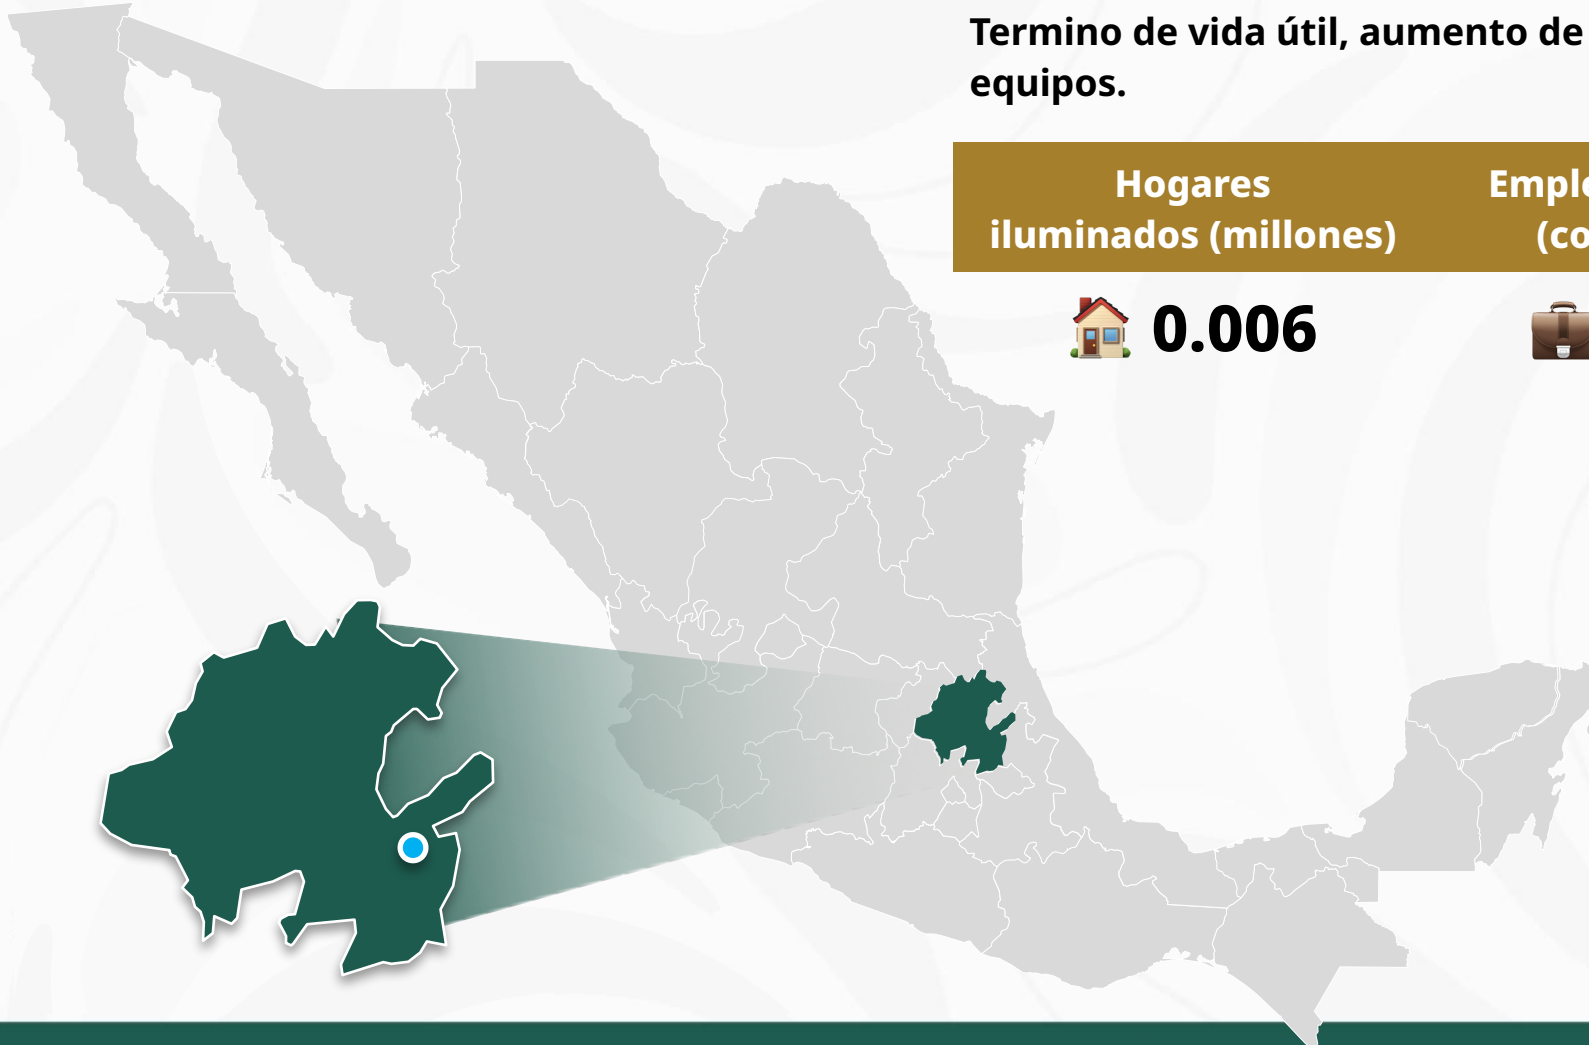 Termino de vida útil, aumento de
equipos.
Hogares
iluminados (millones)
0.006